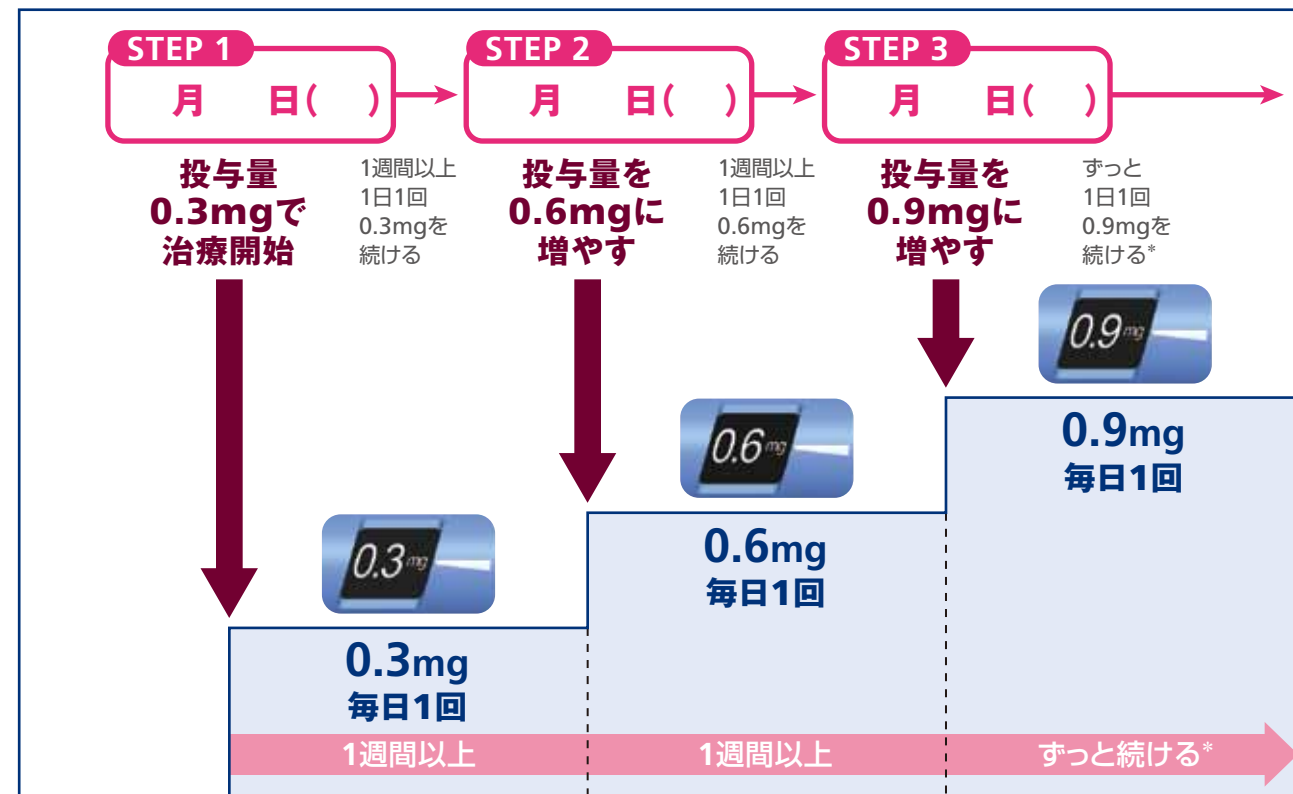 STEP 1
月 日( )
STEP 2
月 日( )
STEP 3
月 日( )
投与量
0.3mgで
治療開始
1週間以上
1日1回
0.3mgを
続ける
投与量を
0.6mgに
増やす
1週間以上
1日1回
0.6mgを
続ける
投与量を
0.9mgに
増やす
ずっと
1日1回
0.9mgを
続ける*
0.9mg
0.9mg
毎日1回
0.6mg
0.6mg
毎日1回
0.3mg
0.3mg
毎日1回
1週間以上
1週間以上
ずっと続ける*